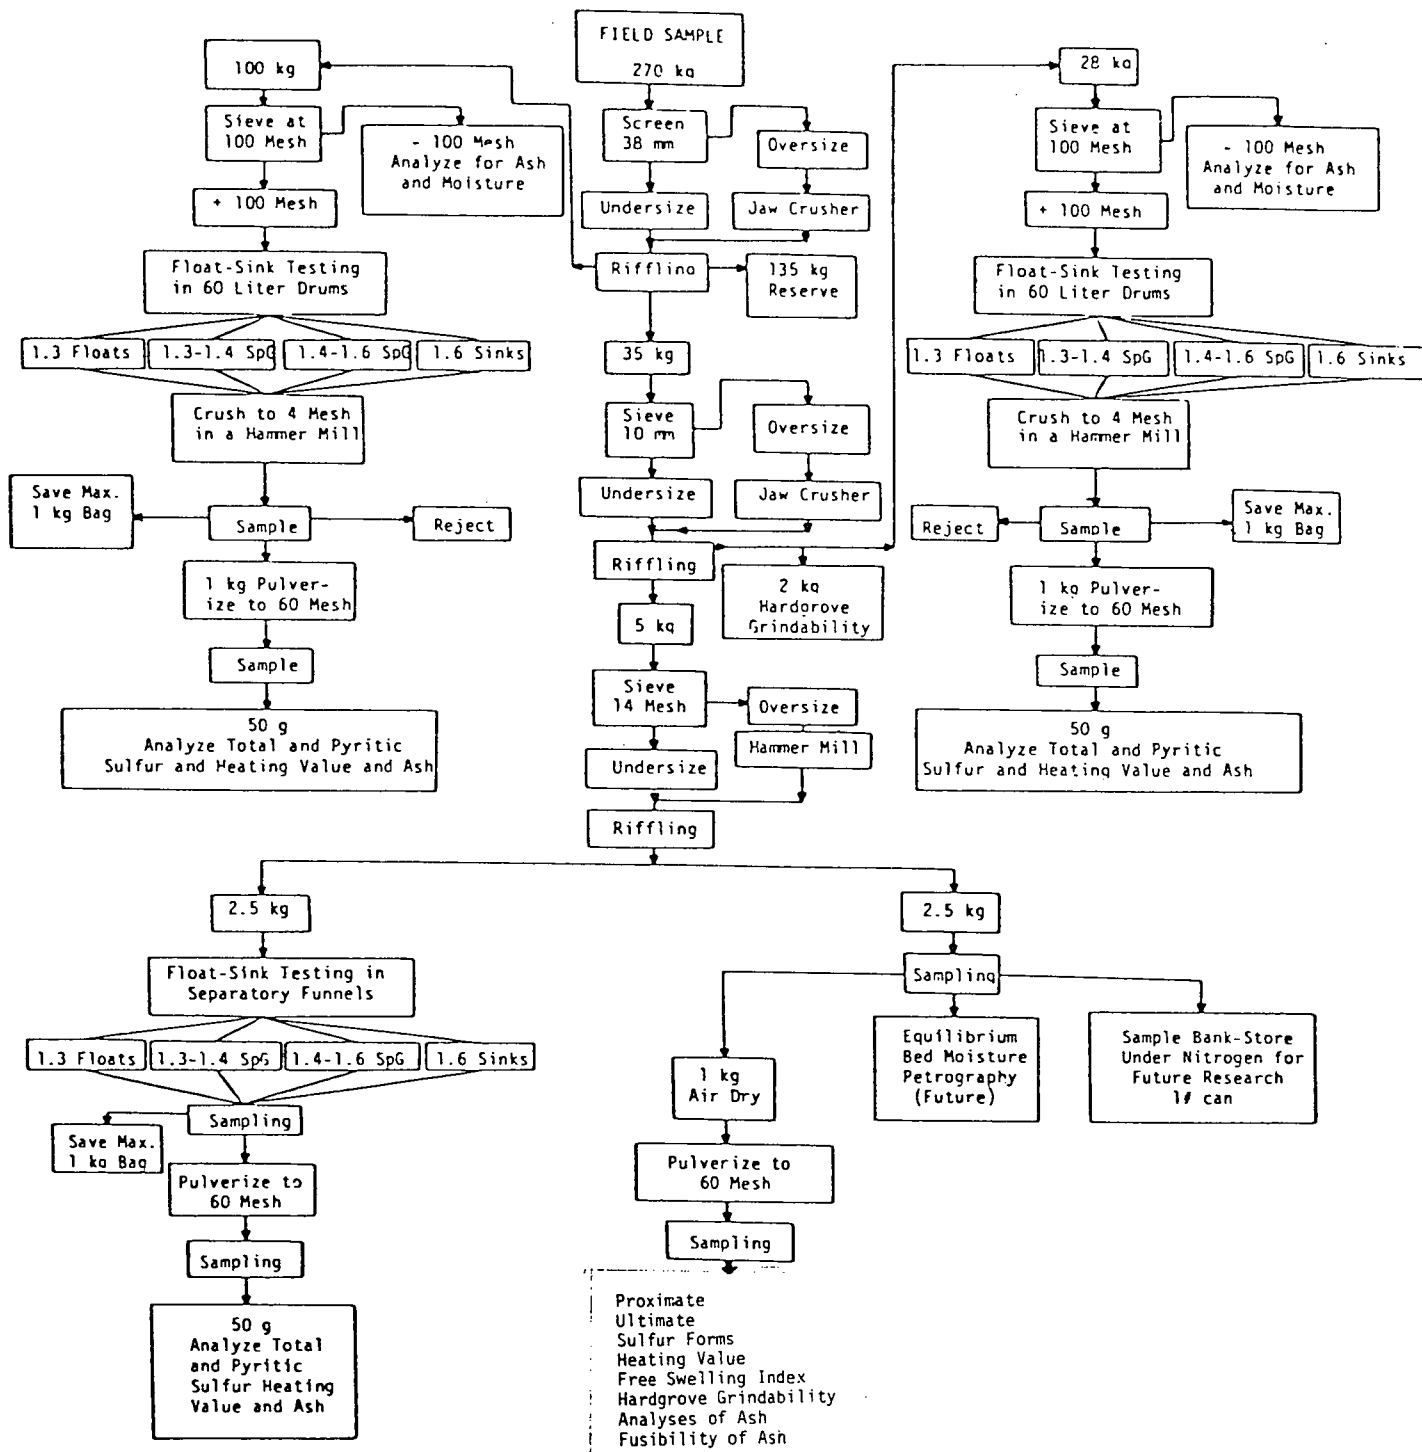 FIELD SAMPLE
270 kg
100 kg
Sieve at
100 Mesh
- 100 Mesh
Analyze for Ash
and Moisture
+ 100 Mesh
Float-Sink Testing
in 60 Liter Drums
1.3 Floats
1.3-1.4 SpG
1.4-1.6 SpG
1.6 Sinks
Crush to 4 Mesh
in a Hammer Mill
Save Max.
1 kg Bag
Sample
Reject
1 kg Pulver-
ize to 60 Mesh
Sample
50 g
Analyze Total and Pyritic
Sulfur and Heating Value and Ash
Screen
38 mm
Oversize
Undersize
Jaw Crusher
Riffling
135 kg
Reserve
35 kg
Sieve
10 mm
Oversize
Undersize
Jaw Crusher
Riffling
2 kg
Hardgrove
Grindability
5 kg
Sieve
14 Mesh
Oversize
Hammer Mill
Undersize
Riffling
28 kg
Sieve at
100 Mesh
- 100 Mesh
Analyze for Ash
and Moisture
+ 100 Mesh
Float-Sink Testing
in 60 Liter Drums
1.3 Floats
1.3-1.4 SpG
1.4-1.6 SpG
1.6 Sinks
Crush to 4 Mesh
in a Hammer Mill
Reject
Sample
Save Max.
1 kg Bag
1 kg Pulver-
ize to 60 Mesh
Sample
50 g
Analyze Total and Pyritic
Sulfur and Heating Value and Ash
2.5 kg
Float-Sink Testing in
Separatory Funnels
1.3 Floats
1.3-1.4 SpG
1.4-1.6 SpG
1.6 Sinks
Sampling
Save Max.
1 kg Bag
Pulverize to
60 Mesh
Sampling
50 g
Analyze Total
and Pyritic
Sulfur Heating
Value and Ash
2.5 kg
Sampling
1 kg
Air Dry
Equilibrium
Bed Moisture
Petrography
(Future)
Sample Bank-Store
Under Nitrogen for
Future Research
1# can
Pulverize to
60 Mesh
Sampling
Proximate
Ultimate
Sulfur Forms
Heating Value
Free Swelling Index
Hardgrove Grindability
Analyses of Ash
Fusibility of Ash